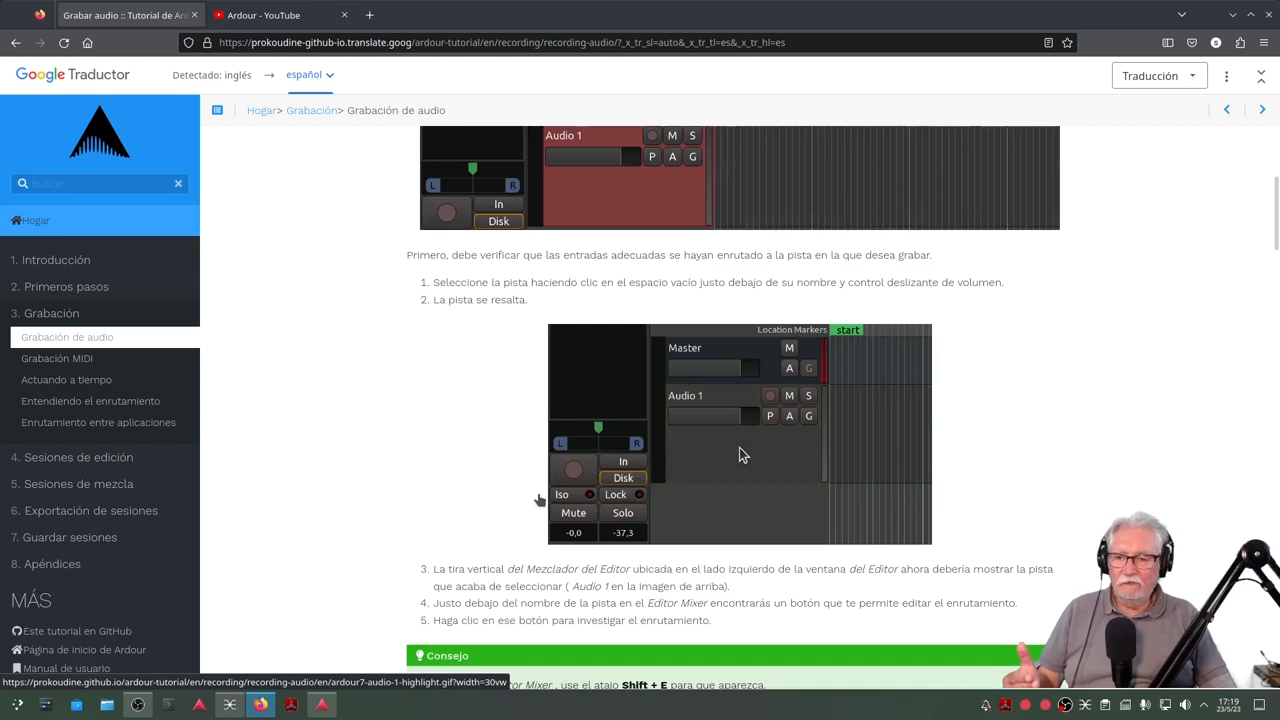 Grabar audio :: Tutorial de Ard
Ardour - YouTube
https://prokoudine-github-io.translate.goog/ardour-tutorial/en/recording/recording-audio/?_x_tr_sl=auto&_x_tr_tl=es&_x_tr_hl=es
Google Traductor
Detectado: inglés
español
Traducción
Hogar> Grabación> Grabación de audio
Buscar...
Hogar
1. Introducción
2. Primeros pasos
3. Grabación
Grabación de audio
Grabación MIDI
Actuando a tiempo
Entendiendo el enrutamiento
Enrutamiento entre aplicaciones
4. Sesiones de edición
5. Sesiones de mezcla
6. Exportación de sesiones
7. Guardar sesiones
8. Apéndices
MÁS
Este tutorial en GitHub
Página de inicio de Ardour
Manual de usuario
Audio 1
M S
P A G
L R
In
Disk
Primero, debe verificar que las entradas adecuadas se hayan enrutado a la pista en la que desea grabar.
1. Seleccione la pista haciendo clic en el espacio vacío justo debajo de su nombre y control deslizante de volumen.
2. La pista se resalta.
Location Markers start
Master M
A G
Audio 1 M S
P A G
L R
In
Disk
Iso Lock
Mute Solo
-0,0 -37,3
3. La tira vertical del Mezclador del Editor ubicada en el lado izquierdo de la ventana del Editor ahora debería mostrar la pista
que acaba de seleccionar ( Audio 1 en la imagen de arriba).
4. Justo debajo del nombre de la pista en el Editor Mixer encontrarás un botón que te permite editar el enrutamiento.
5. Haga clic en ese botón para investigar el enrutamiento.
Consejo
tor Mixer , use el atajo Shift + E para que aparezca.
https://prokoudine.github.io/ardour-tutorial/en/recording/recording-audio/en/ardour7-audio-1-highlight.gif?width=30vw
17:19
23/5/23